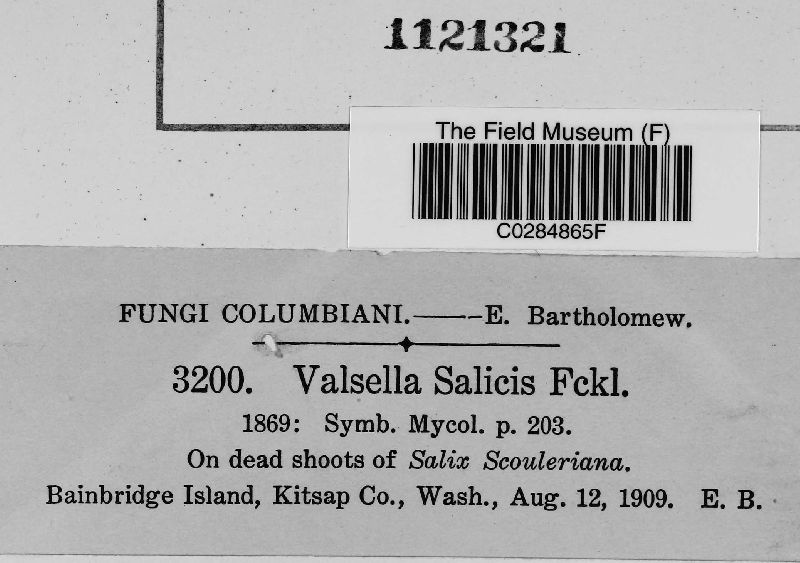 1121321
The Field Museum (F)
C0284865F
FUNGI COLUMBIANI.——-E. Bartholomew.
3200. Valsella Salicis Fckl.
1869: Symb. Mycol. p. 203.
On dead shoots of Salix Scouleriana.
Bainbridge Island, Kitsap Co., Wash., Aug. 12, 1909. E. B.